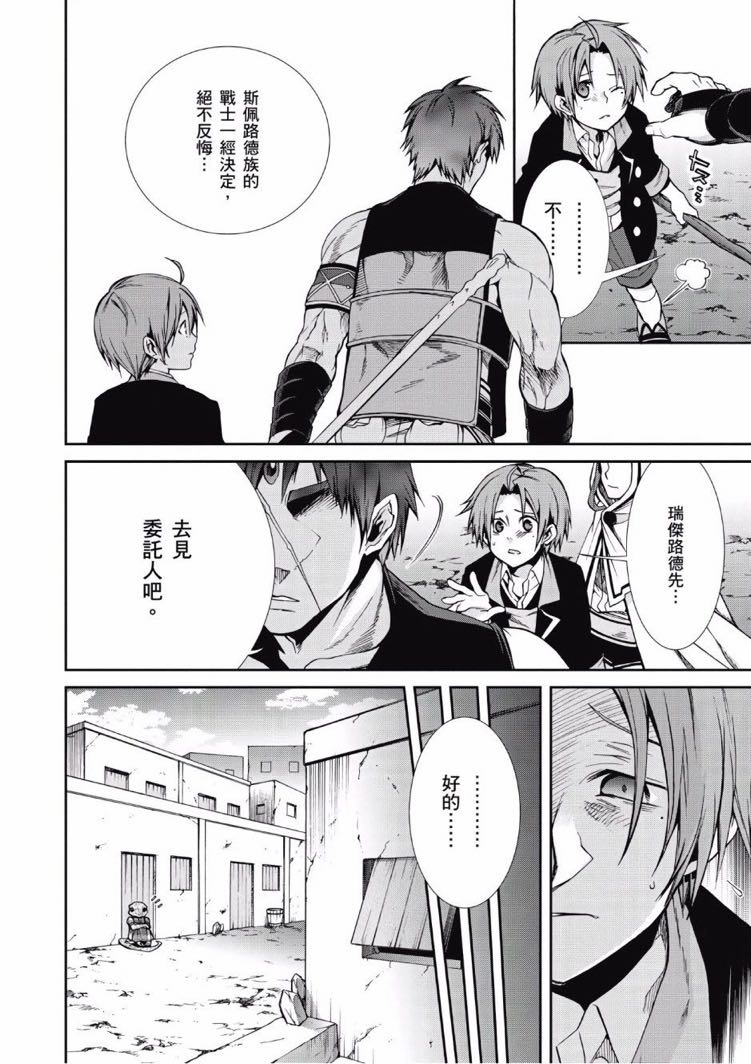 ………
不……
斯佩路德族的
戰士一經決定，
絕不反悔…
瑞傑路德先…
去見
委託人吧。
………
好的……